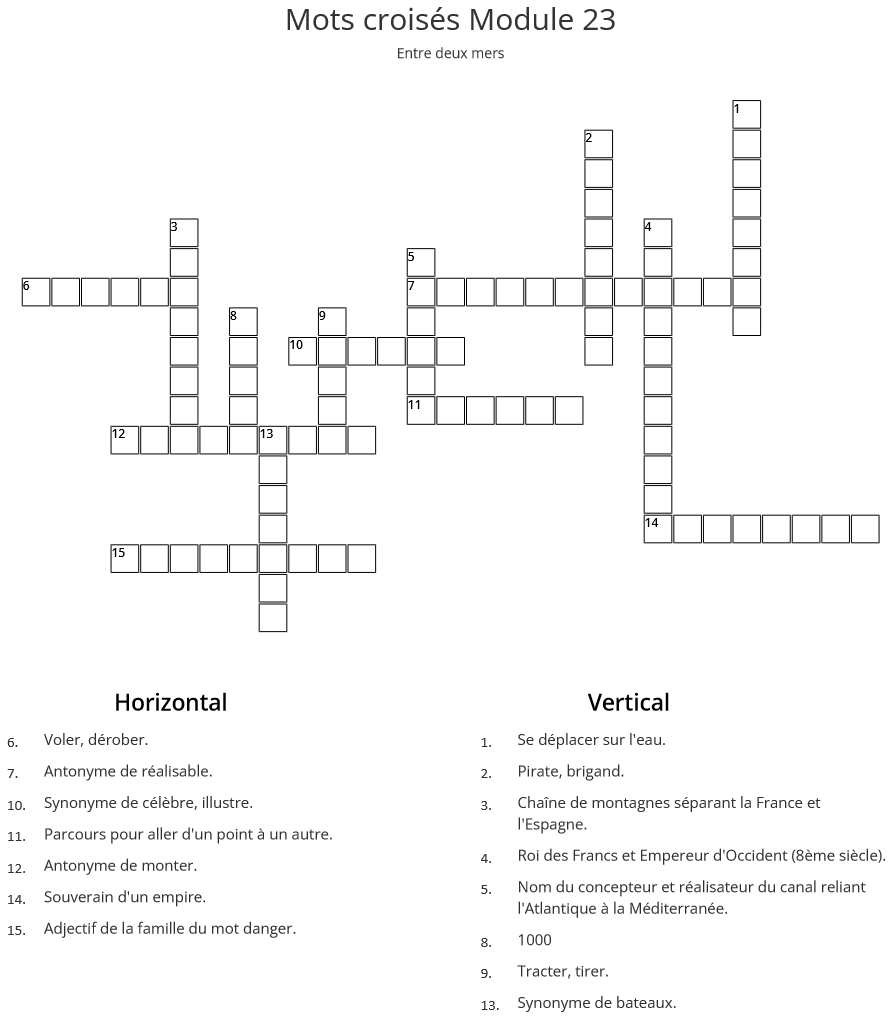 Mots croisés Module 23
Entre deux mers
1
2
3
4
5
6
7
8
9
10
11
12
13
14
15
Horizontal
6. Voler, dérober.
7. Antonyme de réalisable.
10. Synonyme de célèbre, illustre.
11. Parcours pour aller d'un point à un autre.
12. Antonyme de monter.
14. Souverain d'un empire.
15. Adjectif de la famille du mot danger.
Vertical
1. Se déplacer sur l'eau.
2. Pirate, brigand.
3. Chaîne de montagnes séparant la France et
l'Espagne.
4. Roi des Francs et Empereur d'Occident (8ème siècle).
5. Nom du concepteur et réalisateur du canal reliant
l'Atlantique à la Méditerranée.
8. 1000
9. Tracter, tirer.
13. Synonyme de bateaux.